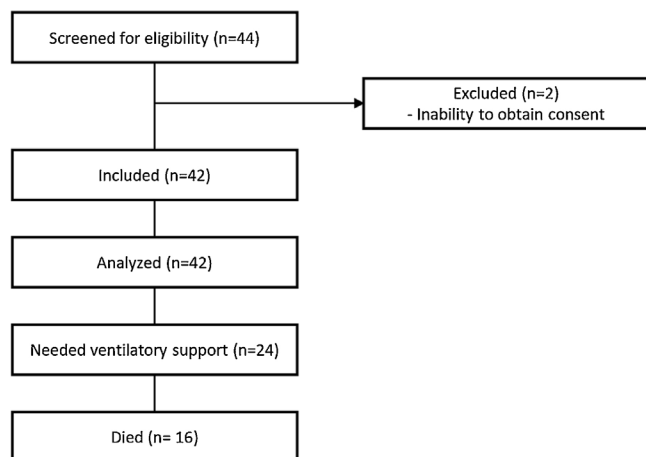 Screened for eligibility (n=44)
Excluded (n=2)
- Inability to obtain consent
Included (n=42)
Analyzed (n=42)
Needed ventilatory support (n=24)
Died (n= 16)